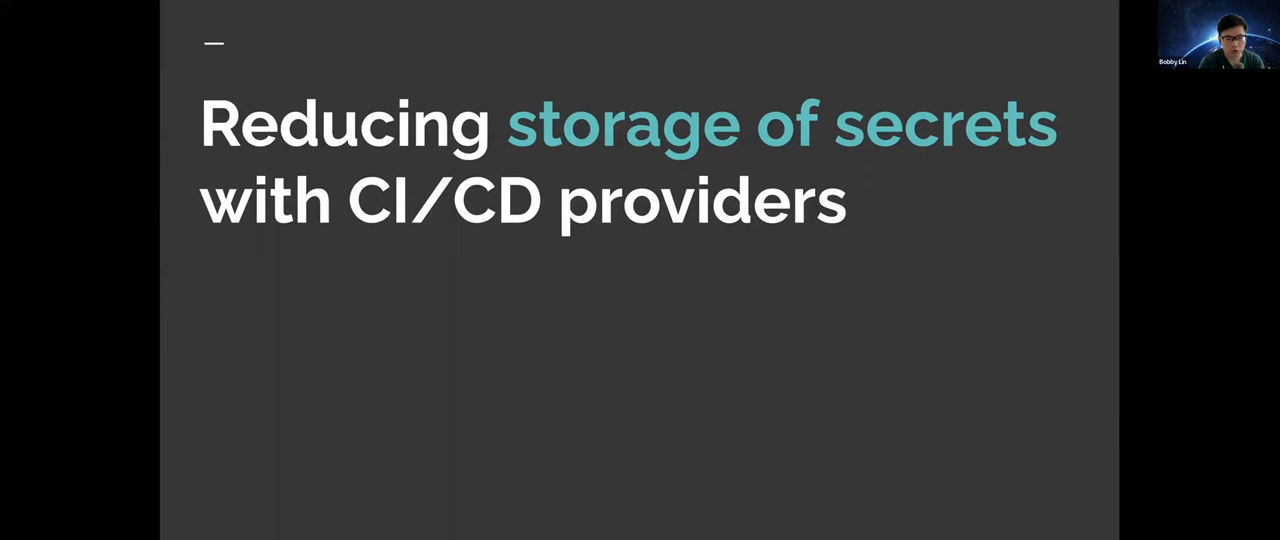 Reducing storage of secrets
with CI/CD providers
Bobby Lin